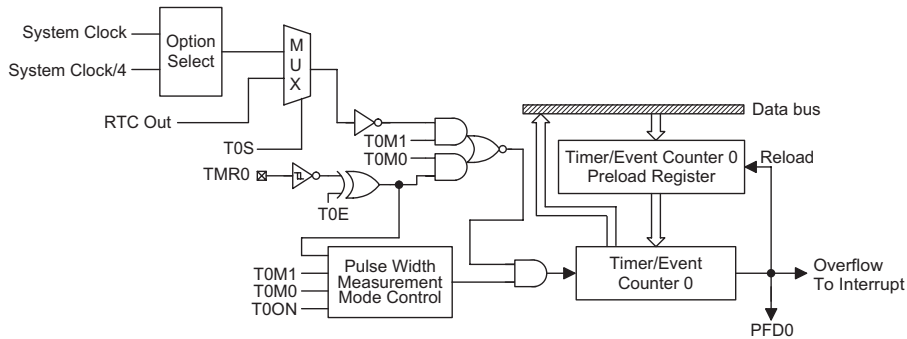 System Clock
System Clock/4
Option
Select
M
U
X
RTC Out
T0S
TMR0
T0E
T0M1
T0M0
Data bus
Timer/Event Counter 0
Preload Register
Reload
T0M1
T0M0
T0ON
Pulse Width
Measurement
Mode Control
Timer/Event
Counter 0
Overflow
To Interrupt
PFD0